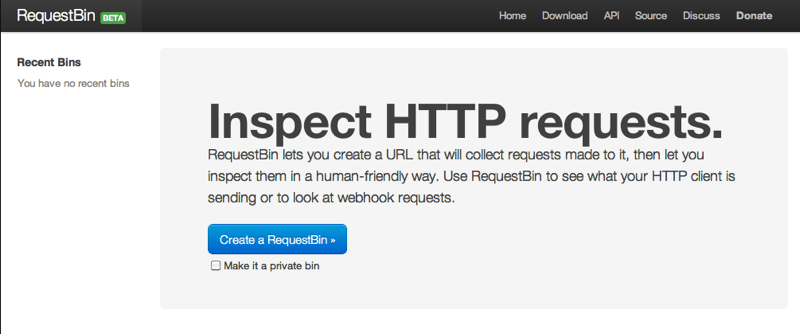 RequestBin BETA
Home Download API Source Discuss Donate
Recent Bins
You have no recent bins
Inspect HTTP requests.
RequestBin lets you create a URL that will collect requests made to it, then let you
inspect them in a human-friendly way. Use RequestBin to see what your HTTP client is
sending or to look at webhook requests.
Create a RequestBin »
Make it a private bin